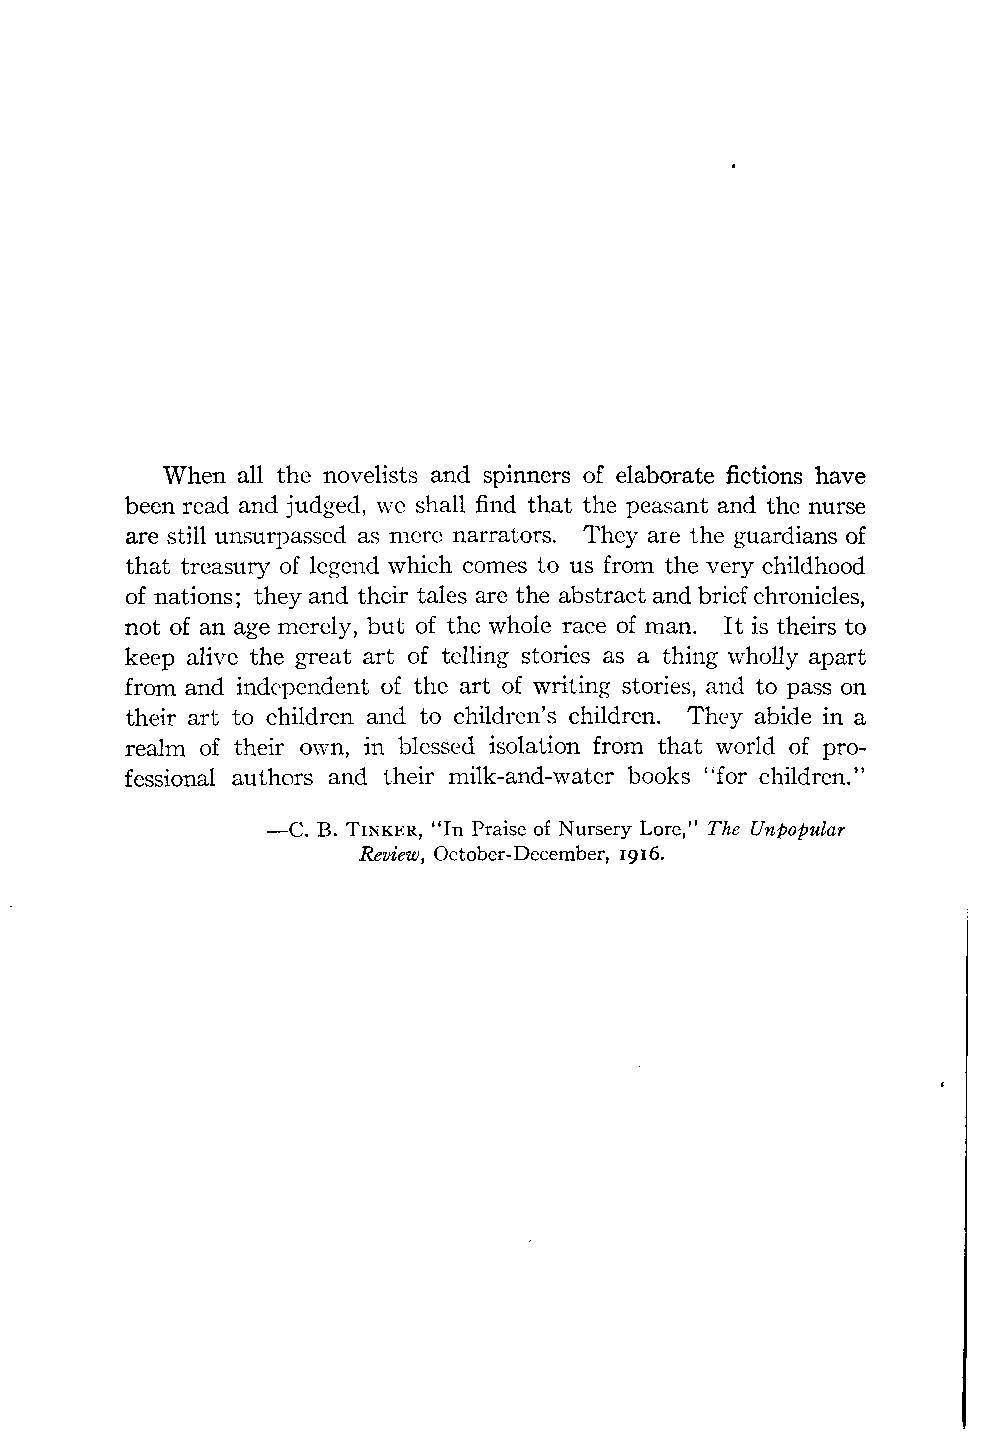 When all the novelists and spinners of elaborate fictions have
been read and judged, we shall find that the peasant and the nurse
are still unsurpassed as mere narrators. They are the guardians of
that treasury of legend which comes to us from the very childhood
of nations; they and their tales are the abstract and brief chronicles,
not of an age merely, but of the whole race of man. It is theirs to
keep alive the great art of telling stories as a thing wholly apart
from and independent of the art of writing stories, and to pass on
their art to children and to children's children. They abide in a
realm of their own, in blessed isolation from that world of pro-
fessional authors and their milk-and-water books "for children."
—C. B. TINKER, "In Praise of Nursery Lore," The Unpopular
Review, October-December, 1916.